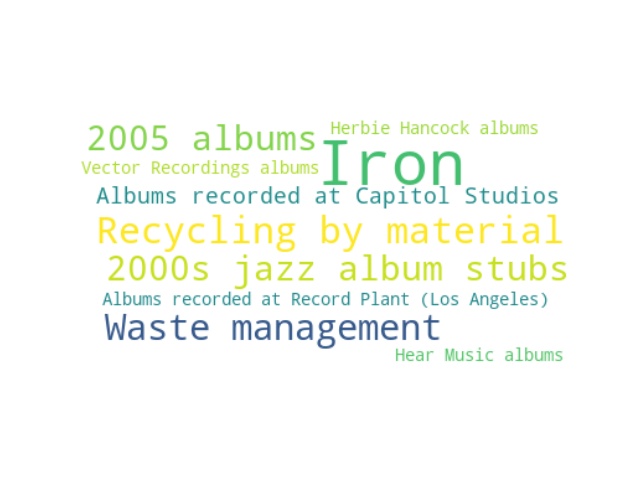 2005 albums
Herbie Hancock albums
Vector Recordings albums
Iron
Albums recorded at Capitol Studios
Recycling by material
2000s jazz album stubs
Albums recorded at Record Plant (Los Angeles)
Waste management
Hear Music albums